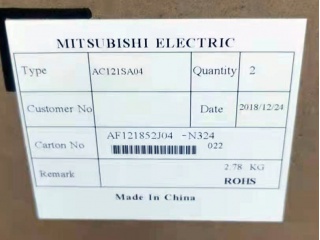 MITSUBISHI ELECTRIC
Type AC121SA04 Quantity 2
Customer No Date 2018/12/24
Carton No AF121852J04 -N324
022
Remark 2.78 KG
ROHS
Made In China